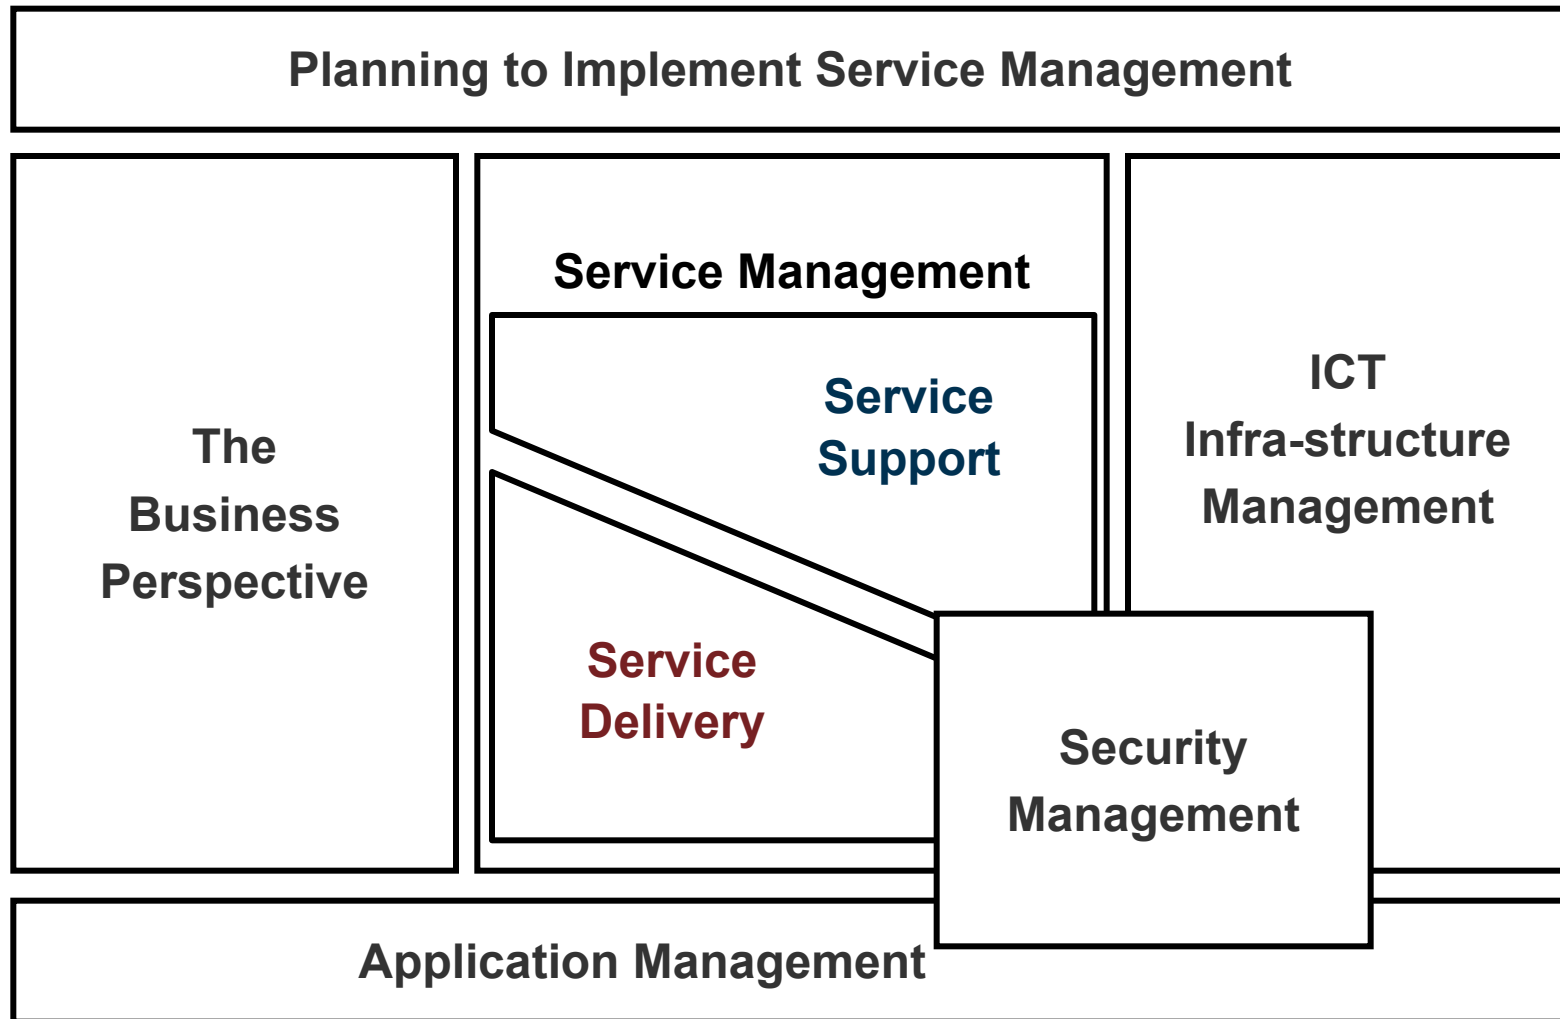 Planning to Implement Service Management
The
Business
Perspective
Service Management
Service
Support
Service
Delivery
ICT
Infra-structure
Management
Security
Management
Application Management